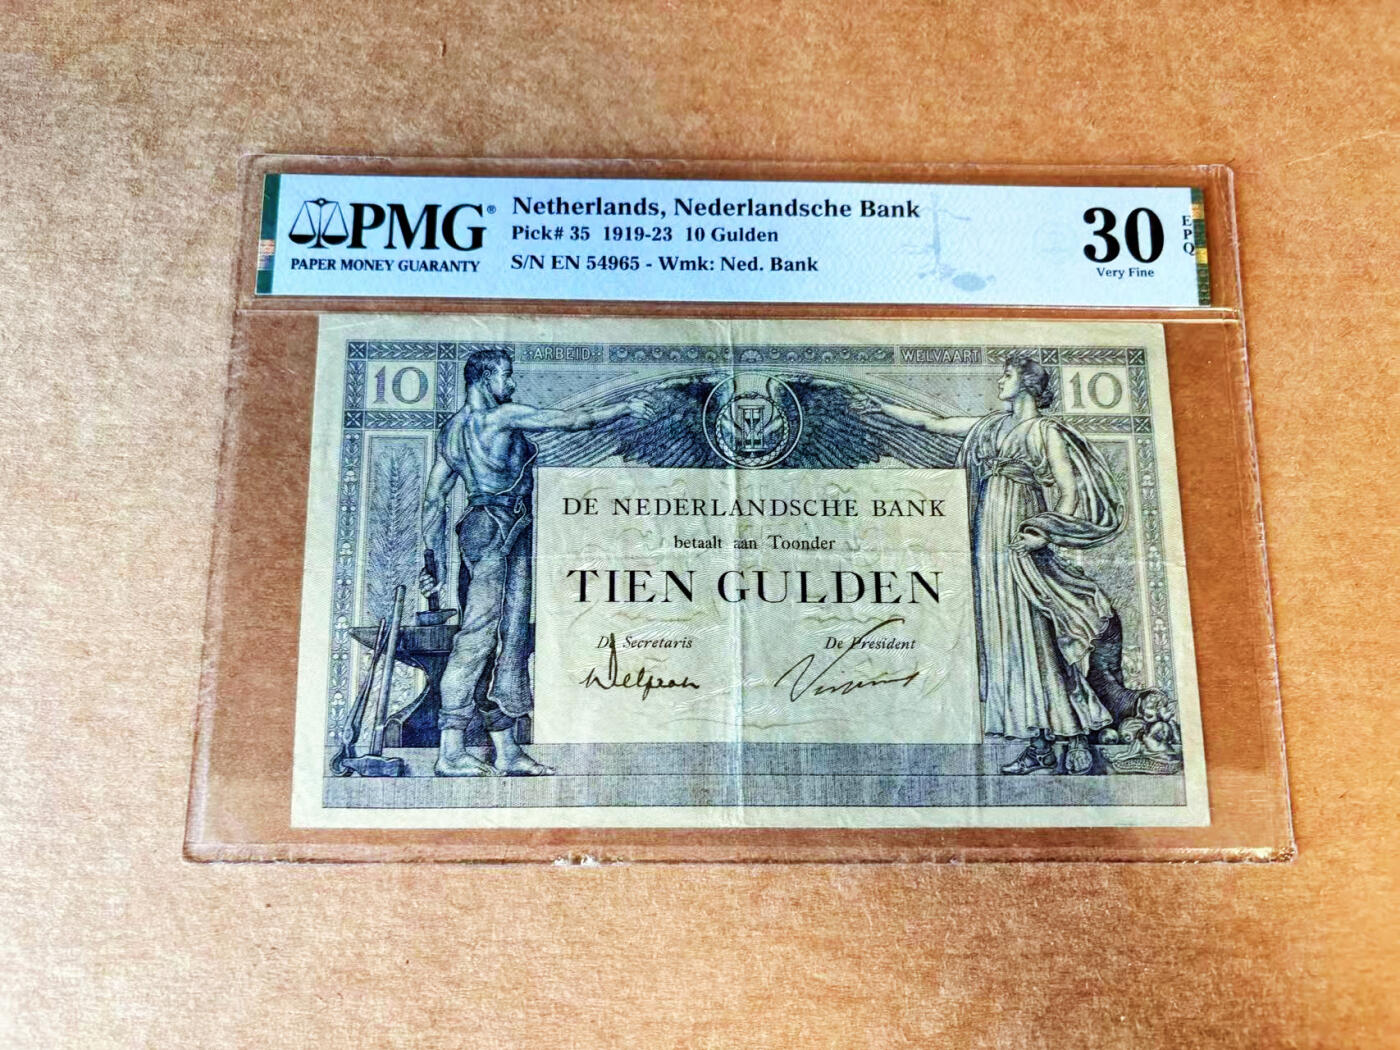 PMG®
PAPER MONEY GUARANTY
Netherlands, Nederlandsche Bank
Pick# 35 1919-23 10 Gulden
S/N EN 54965 - Wmk: Ned. Bank
30
Very Fine
EPQ
ARBEID
WELVAART
10
10
DE NEDERLANDSCHE BANK
betaalt aan Toonder
TIEN GULDEN
De Secretaris
De President